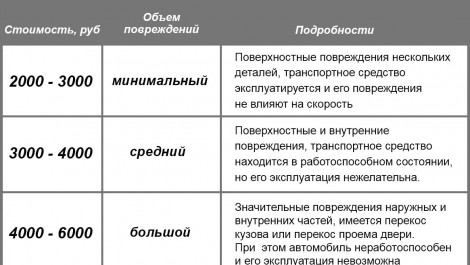 Стоимость, руб
Объем
повреждений
Подробности
2000 - 3000
минимальный
Поверхностные повреждения нескольких
деталей, транспортное средство
эксплуатируется и его повреждения
не влияют на скорость
3000 - 4000
средний
Поверхностные и внутренние
повреждения, транспортное средство
находится в работоспособном состоянии,
но его эксплуатация нежелательна.
4000 - 6000
большой
Значительные повреждения наружных и
внутренних частей, имеется перекос
кузова или перекос проема двери.
При этом автомобиль неработоспособен
и его эксплуатация невозможна